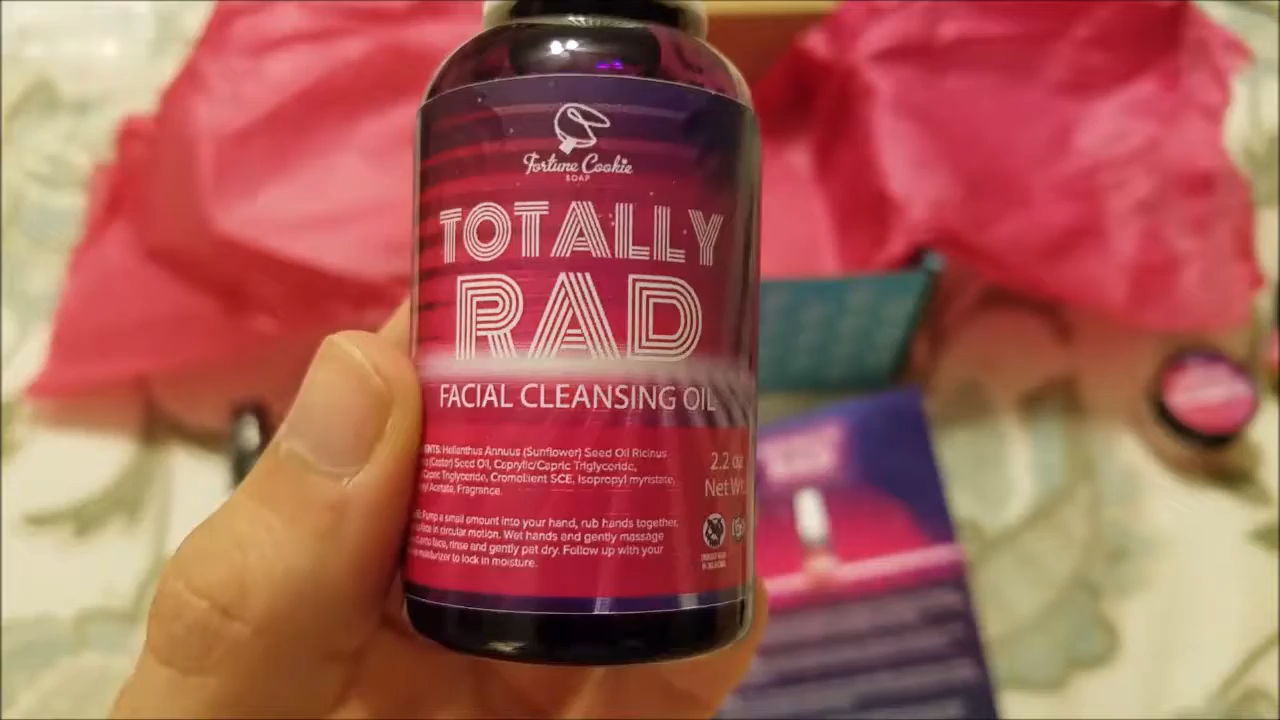 Fortune Cookie
SOAP
TOTALLY
RAD
FACIAL CLEANSING OIL
Helianthus Annuus (Sunflower) Seed Oil Ricinus
(Castor) Seed Oil, Caprylic/Capric Triglyceride,
Capric Triglyceride, Cromollient SCE, Isopropyl myristate,
Acetate, Fragrance.
2.2 oz
Net Wt.
Pump a small amount into your hand, rub hands together,
in circular motion. Wet hands and gently massage
face, rinse and gently pat dry. Follow up with your
moisturizer to lock in moisture.